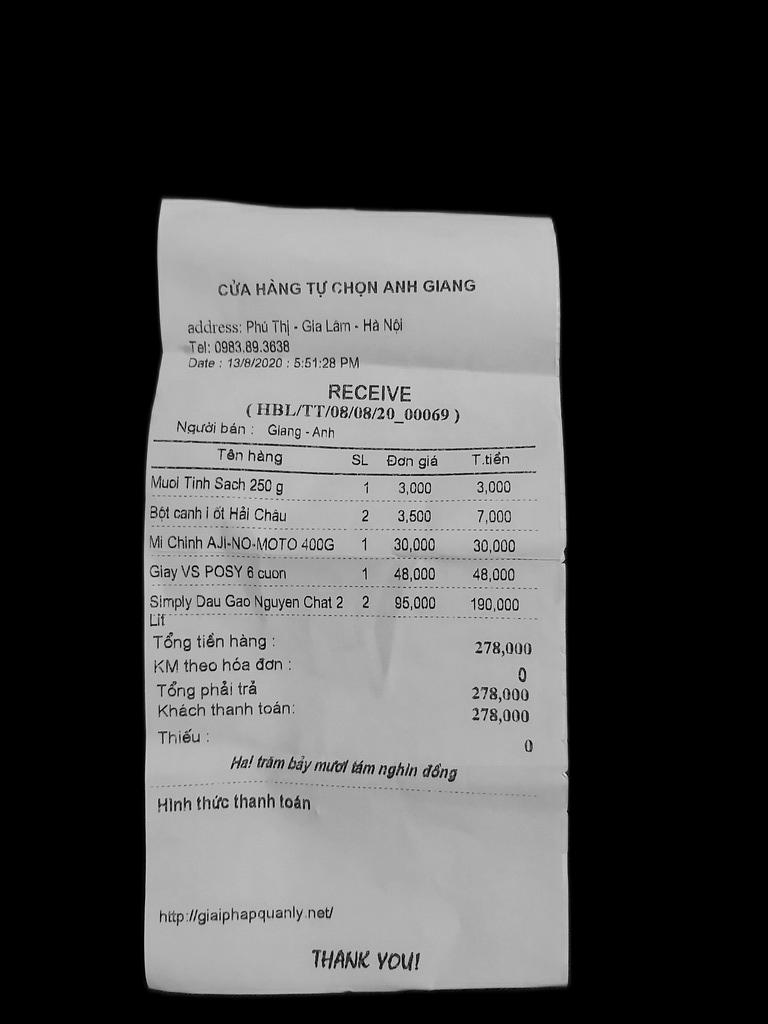 CỬA HÀNG TỰ CHỌN ANH GIANG
address: Phú Thị - Gia Lâm - Hà Nội
Tel: 0983.89.3638
Date : 13/8/2020 : 5:51:28 PM
RECEIVE
( HBL/TT/08/08/20_00069 )
Người bán : Giang - Anh
Tên hàng SL Đơn giá T.tiền
Muoi Tinh Sach 250 g 1 3,000 3,000
Bột canh i ốt Hải Châu 2 3,500 7,000
Mi Chinh AJI-NO-MOTO 400G 1 30,000 30,000
Giay VS POSY 6 cuon 1 48,000 48,000
Simply Dau Gao Nguyen Chat 2 2 95,000 190,000
Lit
Tổng tiền hàng : 278,000
KM theo hóa đơn : 0
Tổng phải trả 278,000
Khách thanh toán: 278,000
Thiếu : 0
Hai trăm bảy mươi tám nghìn đồng
Hình thức thanh toán
http://giaiphapquanly.net/
THANK YOU!